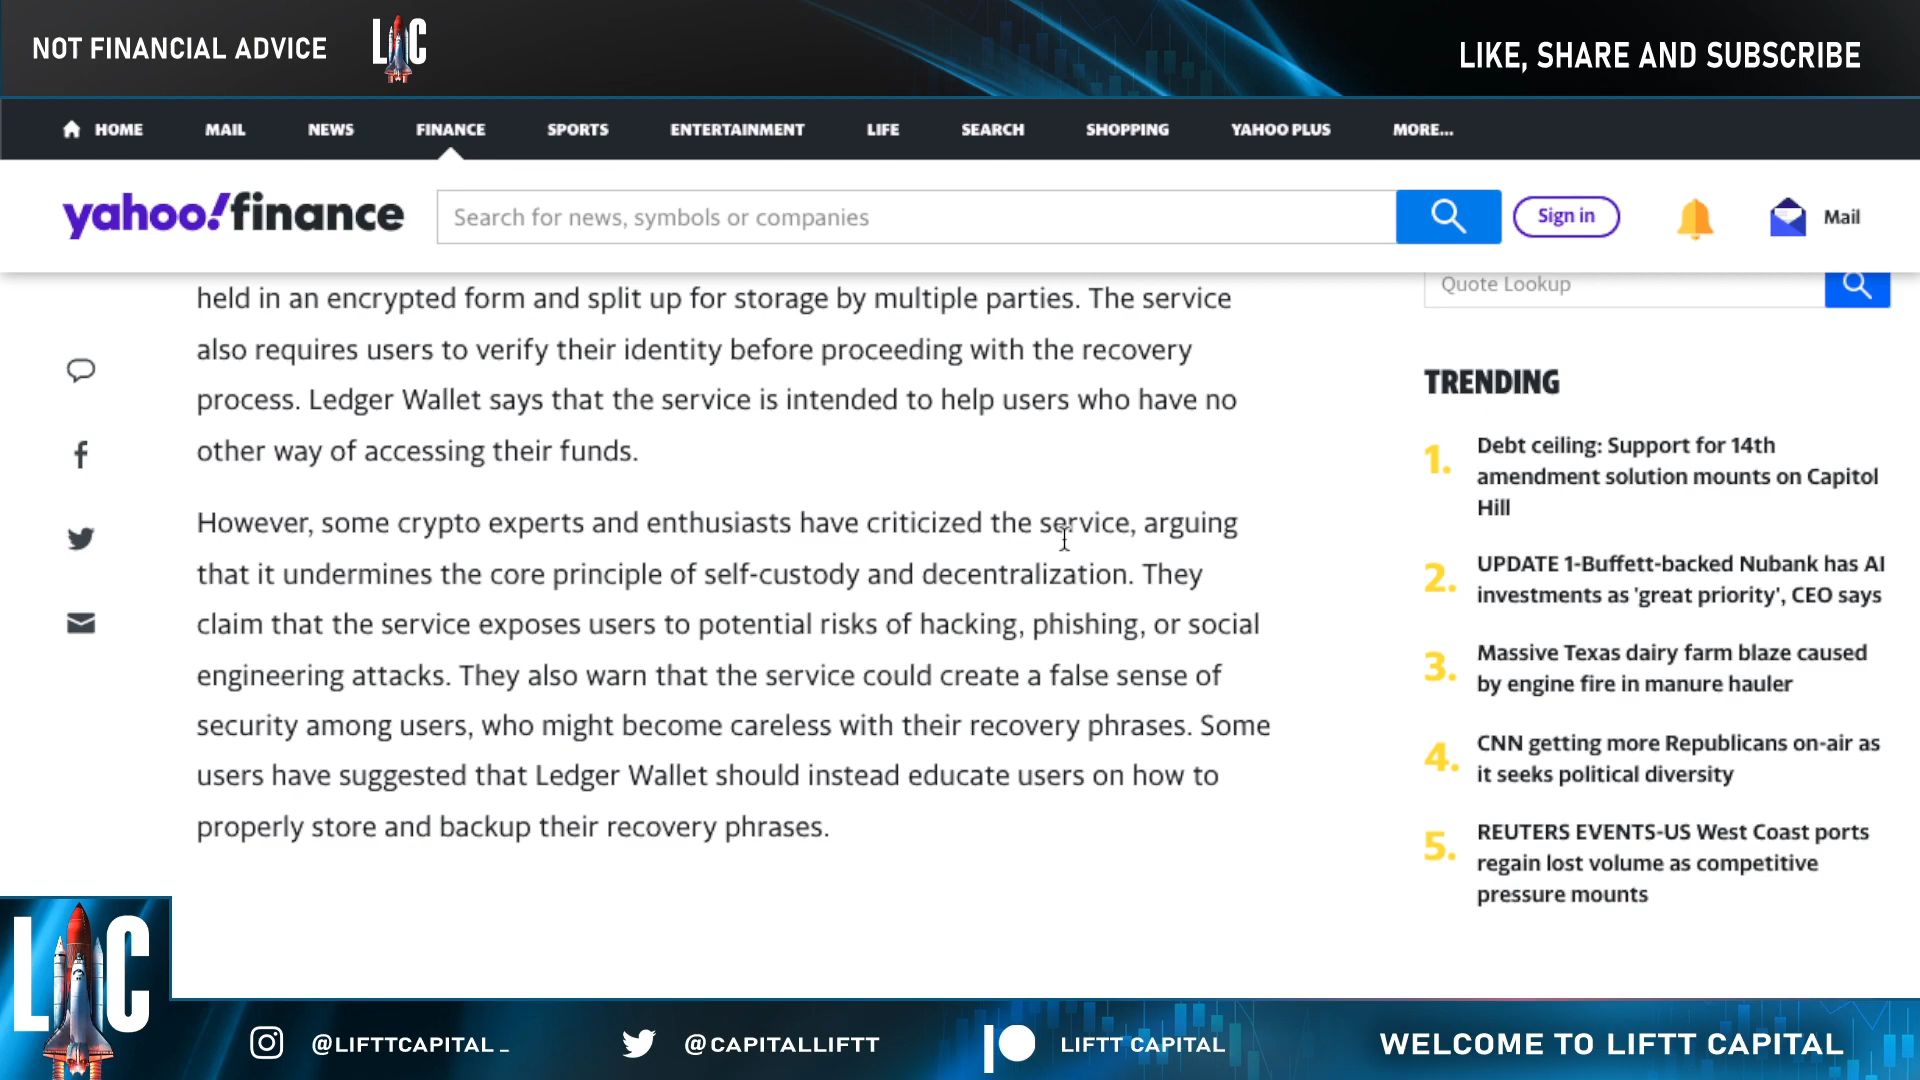 NOT FINANCIAL ADVICE
LC
LIKE, SHARE AND SUBSCRIBE
HOME MAIL NEWS FINANCE SPORTS ENTERTAINMENT LIFE SEARCH SHOPPING YAHOO PLUS MORE...
yahoo!finance
Search for news, symbols or companies
Sign in
Mail
Quote Lookup
held in an encrypted form and split up for storage by multiple parties. The service
also requires users to verify their identity before proceeding with the recovery
process. Ledger Wallet says that the service is intended to help users who have no
other way of accessing their funds.
However, some crypto experts and enthusiasts have criticized the service, arguing
that it undermines the core principle of self-custody and decentralization. They
claim that the service exposes users to potential risks of hacking, phishing, or social
engineering attacks. They also warn that the service could create a false sense of
security among users, who might become careless with their recovery phrases. Some
users have suggested that Ledger Wallet should instead educate users on how to
properly store and backup their recovery phrases.
TRENDING
1. Debt ceiling: Support for 14th
amendment solution mounts on Capitol
Hill
2. UPDATE 1-Buffett-backed Nubank has AI
investments as 'great priority', CEO says
3. Massive Texas dairy farm blaze caused
by engine fire in manure hauler
4. CNN getting more Republicans on-air as
it seeks political diversity
5. REUTERS EVENTS-US West Coast ports
regain lost volume as competitive
pressure mounts
LC
@LIFTTCAPITAL_
@CAPITALLIFTT
LIFTT CAPITAL
WELCOME TO LIFTT CAPITAL